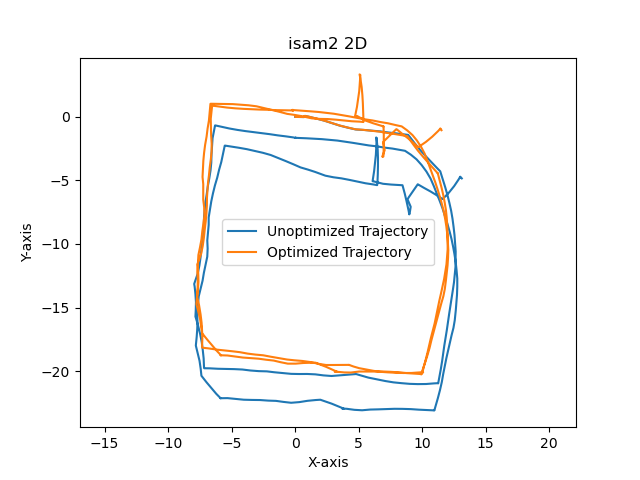 isam2 2D
0
−5
−10
−15
−20
Y-axis
Unoptimized Trajectory
Optimized Trajectory
−15
−10
−5
0
5
10
15
20
X-axis